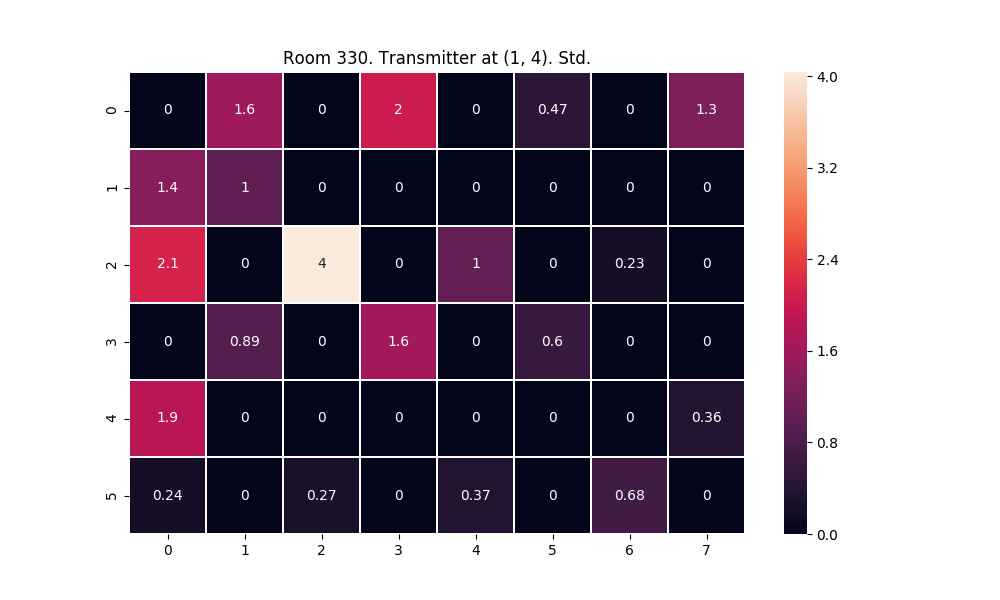 Room 330. Transmitter at (1, 4). Std.
0 0 1.6 0 2 0 0.47 0 1.3
1 1.4 1 0 0 0 0 0 0
2 2.1 0 4 0 1 0 0.23 0
3 0 0.89 0 1.6 0 0.6 0 0
4 1.9 0 0 0 0 0 0 0.36
5 0.24 0 0.27 0 0.37 0 0.68 0
0 1 2 3 4 5 6 7
4.0
3.2
2.4
1.6
0.8
0.0